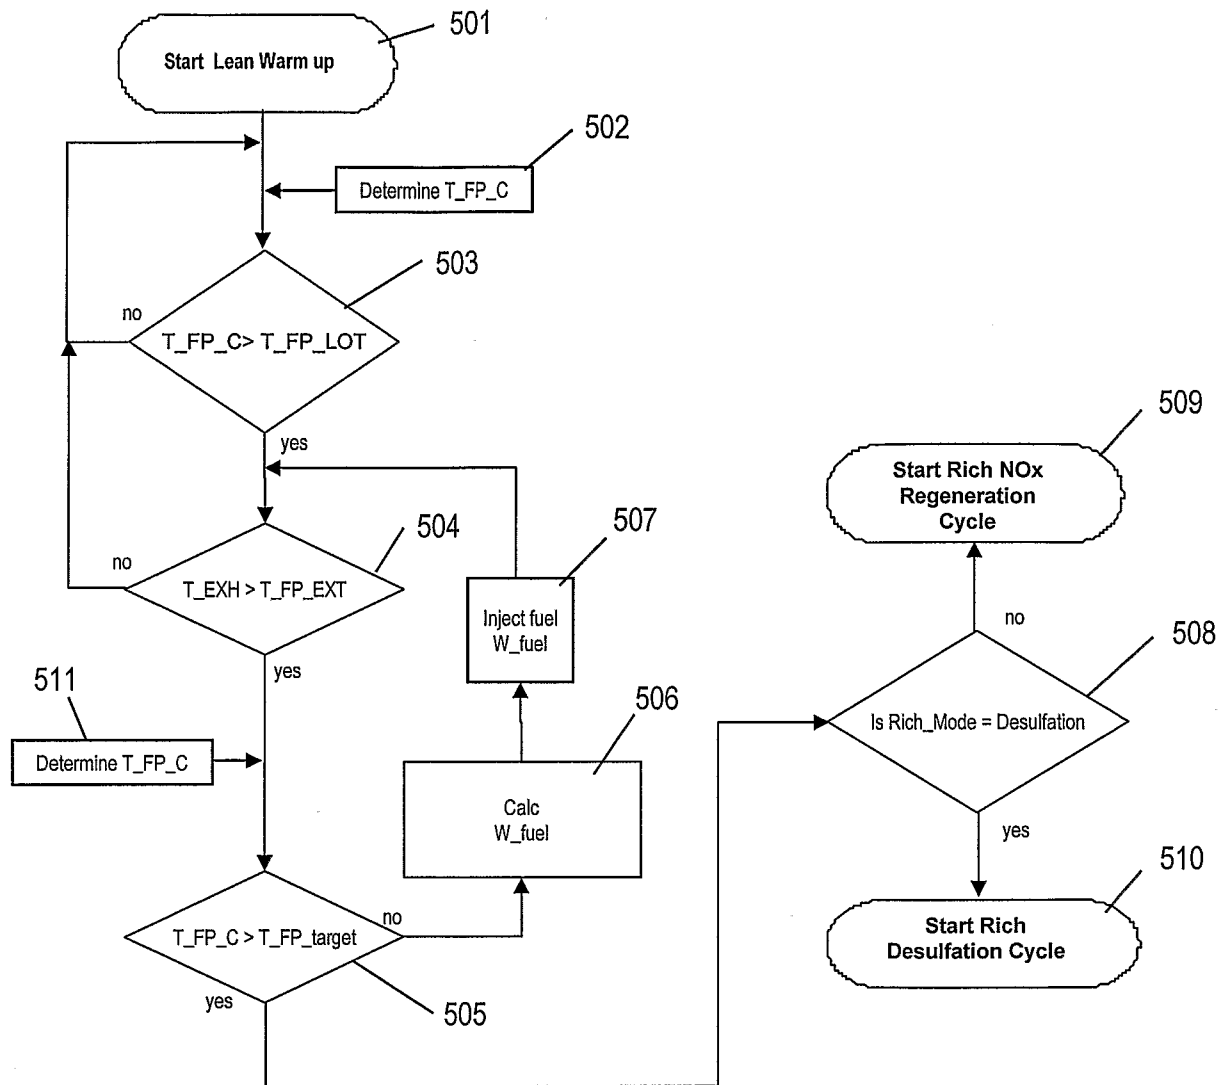 501
Start Lean Warm up
502
Determine T_FP_C
503
no
T_FP_C> T_FP_LOT
yes
504
no
T_EXH > T_FP_EXT
yes
507
Inject fuel
W_fuel
511
Determine T_FP_C
506
Calc
W_fuel
no
T_FP_C > T_FP_target
yes
505
509
Start Rich NOx
Regeneration
Cycle
no
508
Is Rich_Mode = Desulfation
yes
510
Start Rich
Desulfation Cycle